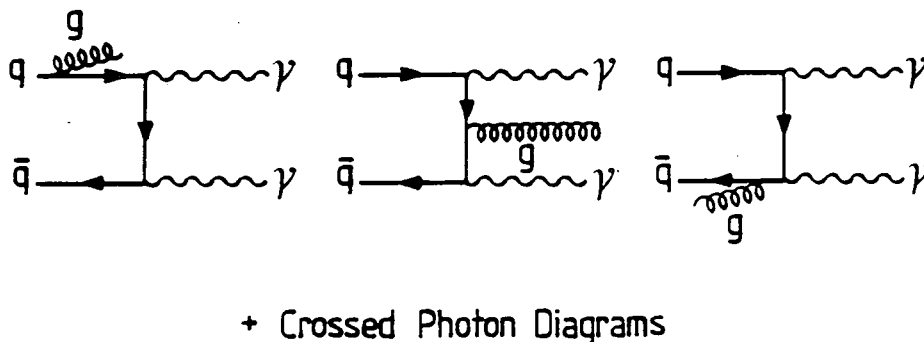 g
q γ q γ q γ
g
q̄ γ q̄ γ q̄ γ
g
+ Crossed Photon Diagrams